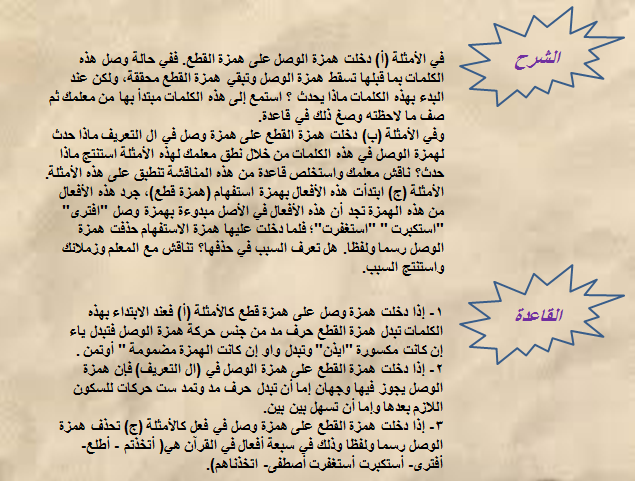 الشرح
في الأمثلة (أ) دخلت همزة الوصل على همزة القطع. ففي حالة وصل هذه
الكلمات بما قبلها تسقط همزة الوصل وتبقي همزة القطع محققة، ولكن عند
البدء بهذه الكلمات ماذا يحدث ؟ استمع إلى هذه الكلمات مبتدأ بها من معلمك ثم
صف ما لاحظته وصغ ذلك في قاعدة.
وفي الأمثلة (ب) دخلت همزة القطع على همزة وصل في ال التعريف ماذا حدث
لهمزة الوصل في هذه الكلمات من خلال نطق معلمك لهذه الأمثلة استنتج ماذا
حدث؟ ناقش معلمك واستخلص قاعدة من هذه المناقشة تنطبق على هذه الأمثلة.
الأمثلة (ج) ابتدأت هذه الأفعال بهمزة استفهام (همزة قطع)، جرد هذه الأفعال
من هذه الهمزة تجد أن هذه الأفعال في الأصل مبدوءة بهمزة وصل "افترى"
"استكبرت " "استغفرت"؛ فلما دخلت عليها همزة الاستفهام حذفت همزة
الوصل رسما ولفظا. هل تعرف السبب في حذفها؟ تناقش مع المعلم وزملائك
واستنتج السبب.
القاعدة
١- إذا دخلت همزة وصل على همزة قطع كالأمثلة (أ) فعند الابتداء بهذه
الكلمات تبدل همزة القطع حرف مد من جنس حركة همزة الوصل فتبدل ياء
إن كانت مكسورة "ايذن" وتبدل واو إن كانت الهمزة مضمومة " أوتمن .
٢- إذا دخلت همزة القطع على همزة الوصل في (ال التعريف) فإن همزة
الوصل يجوز فيها وجهان إما أن تبدل حرف مد وتمد ست حركات للسكون
اللازم بعدها وإما أن تسهل بين بين.
٣- إذا دخلت همزة القطع على همزة وصل في فعل كالأمثلة (ج) تحذف همزة
الوصل رسما ولفظا وذلك في سبعة أفعال في القرآن هي( أتخذتم - أطلع-
أفترى- أستكبرت أستغفرت أصطفى- اتخذناهم).